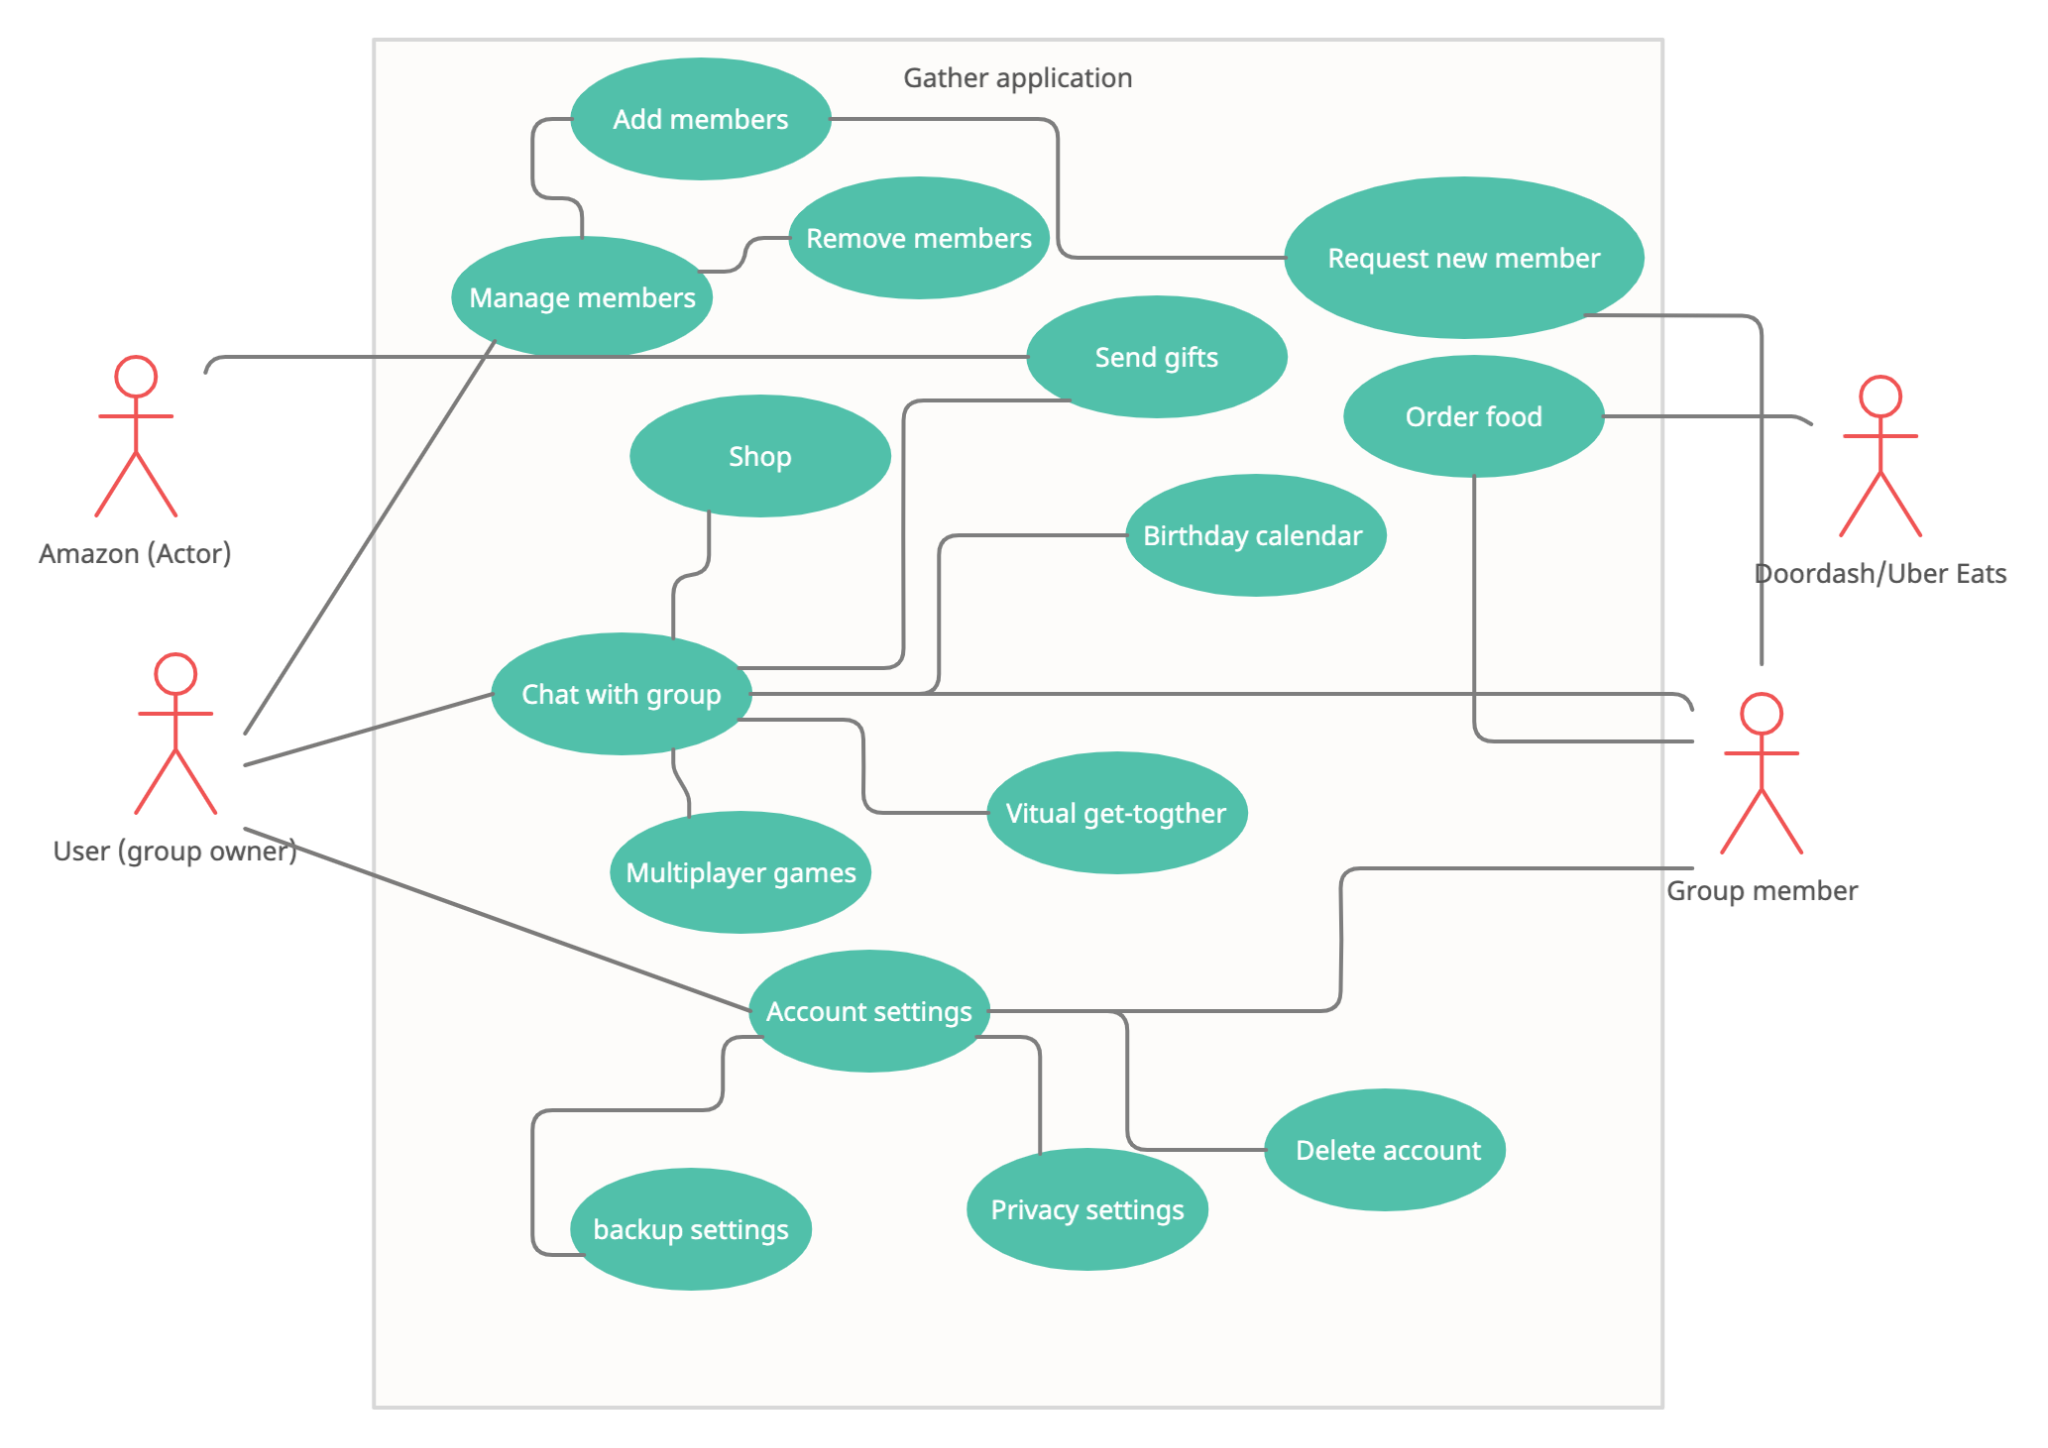 Gather application
Add members
Remove members
Request new member
Manage members
Send gifts
Order food
Shop
Birthday calendar
Amazon (Actor)
Doordash/Uber Eats
Chat with group
Vitual get-togther
User (group owner)
Multiplayer games
Group member
Account settings
Delete account
Privacy settings
backup settings